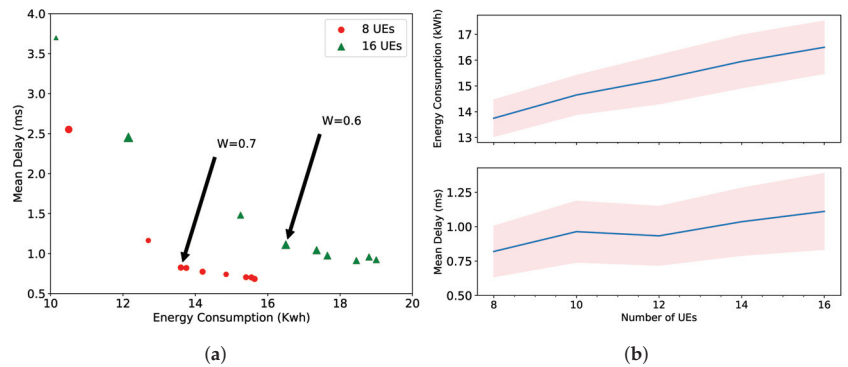 4.0
3.5
3.0
2.5
2.0
1.5
1.0
0.5
Mean Delay (ms)
8 UEs
16 UEs
W=0.7
W=0.6
10 12 14 16 18 20
Energy Consumption (Kwh)
(a)
17
16
15
14
13
Energy Consumption (kWh)
1.25
1.00
0.75
0.50
Mean Delay (ms)
8 10 12 14 16
Number of UEs
(b)